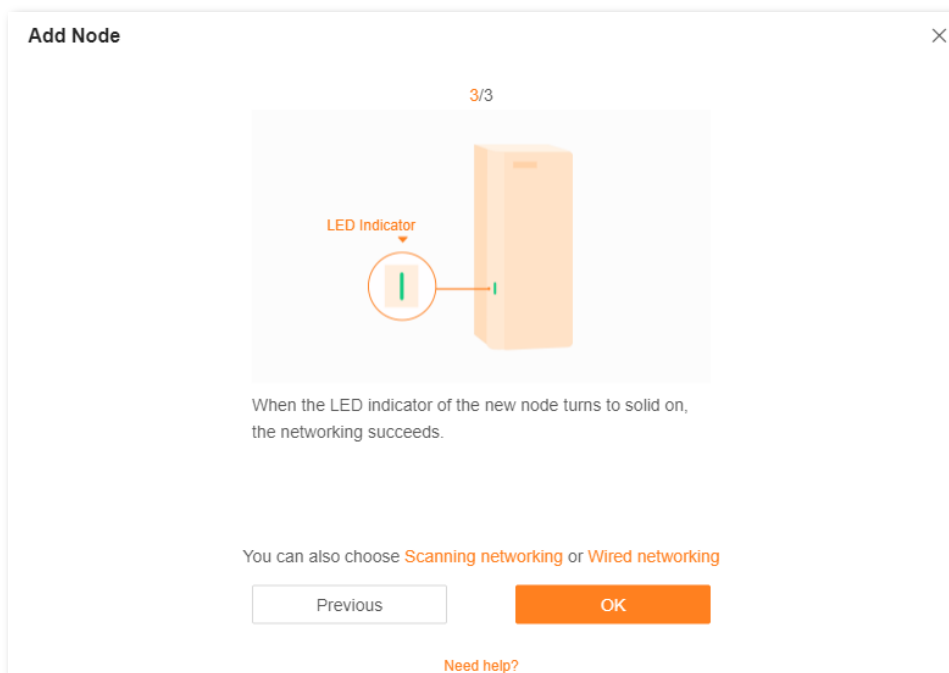 Add Node
3/3
LED Indicator
When the LED indicator of the new node turns to solid on,
the networking succeeds.
You can also choose Scanning networking or Wired networking
Previous
OK
Need help?